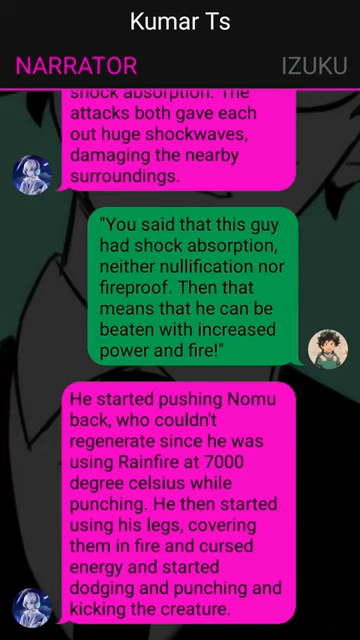 Kumar Ts
NARRATOR
IZUKU
shock absorption. The
attacks both gave each
out huge shockwaves,
damaging the nearby
surroundings.
"You said that this guy
had shock absorption,
neither nullification nor
fireproof. Then that
means that he can be
beaten with increased
power and fire!"
He started pushing Nomu
back, who couldn't
regenerate since he was
using Rainfire at 7000
degree celsius while
punching. He then started
using his legs, covering
them in fire and cursed
energy and started
dodging and punching and
kicking the creature.